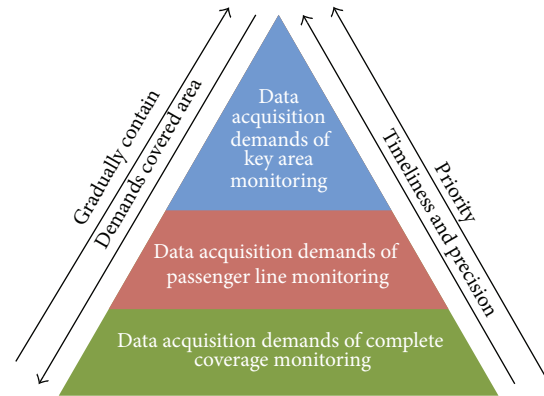 Gradually contain
Demands covered area
Data
acquisition
demands of
key area
monitoring
Priority
Timeliness and precision
Data acquisition demands of
passenger line monitoring
Data acquisition demands of complete
coverage monitoring